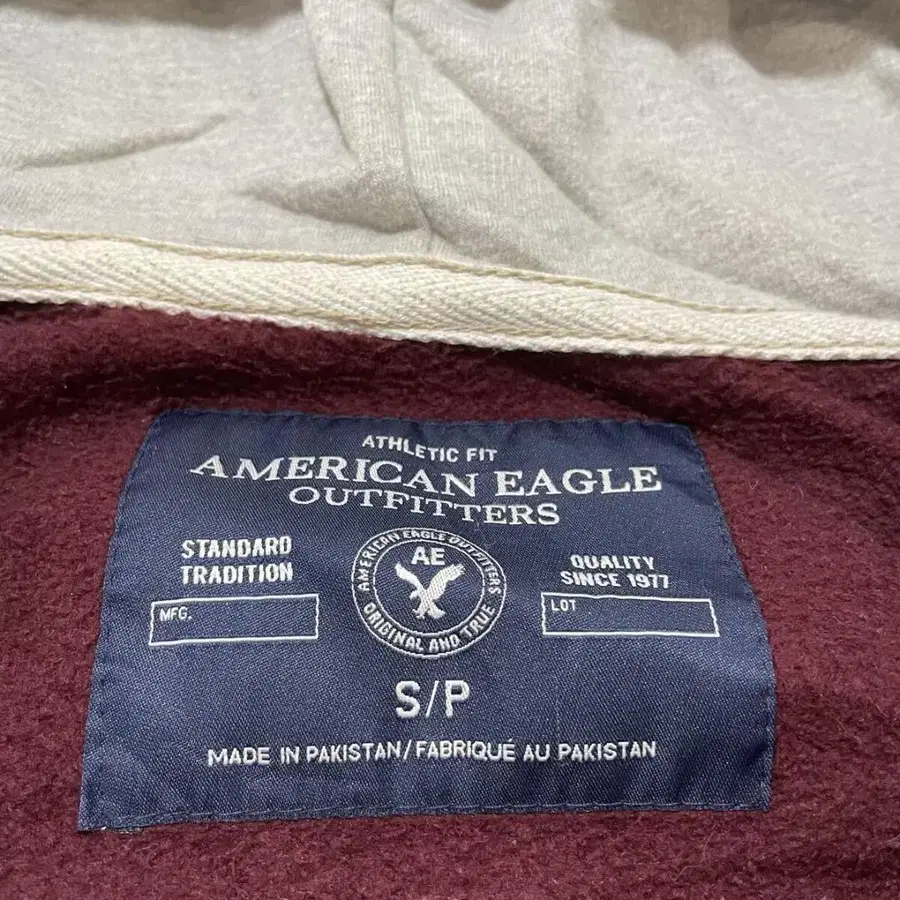 ATHLETIC FIT
AMERICAN EAGLE
OUTFITTERS
STANDARD
TRADITION
MFG.
AMERICAN EAGLE OUTFITTERS
AE
ORIGINAL AND TRUE
QUALITY
SINCE 1977
LOT
S/P
MADE IN PAKISTAN/FABRIQUÉ AU PAKISTAN